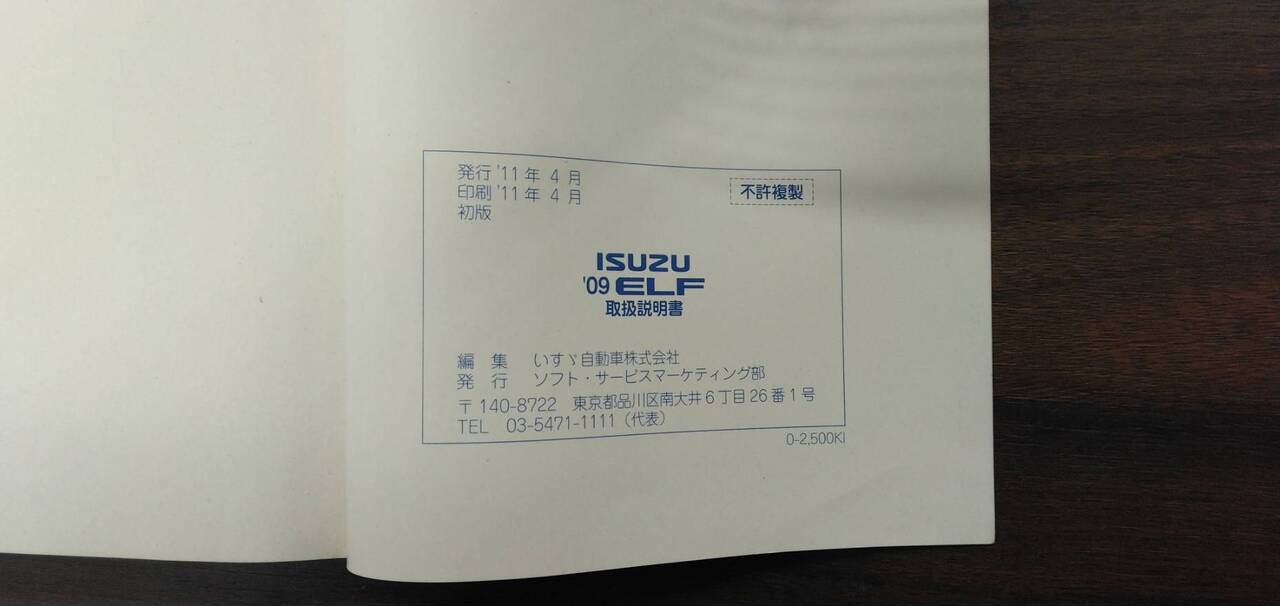 発行 '11 年 4 月
印刷 '11 年 4 月
初版
不許複製
ISUZU
'09 ELF
取扱説明書
編 集 いすゞ自動車株式会社
発 行 ソフト・サービスマーケティング部
〒140-8722 東京都品川区南大井6丁目26番1号
TEL 03-5471-1111（代表）
0-2,500KI